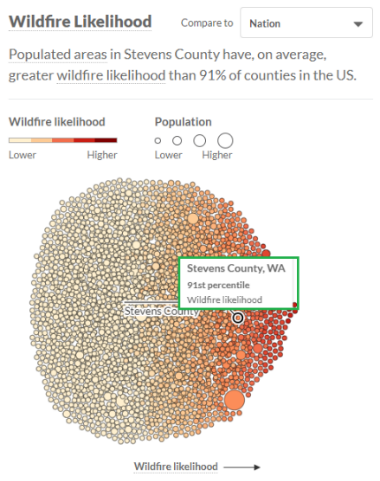 Wildfire Likelihood
Compare to
Nation
Populated areas in Stevens County have, on average,
greater wildfire likelihood than 91% of counties in the US.
Wildfire likelihood
Lower Higher
Population
Lower Higher
Stevens County, WA
91st percentile
Wildfire likelihood
Stevens County
Wildfire likelihood